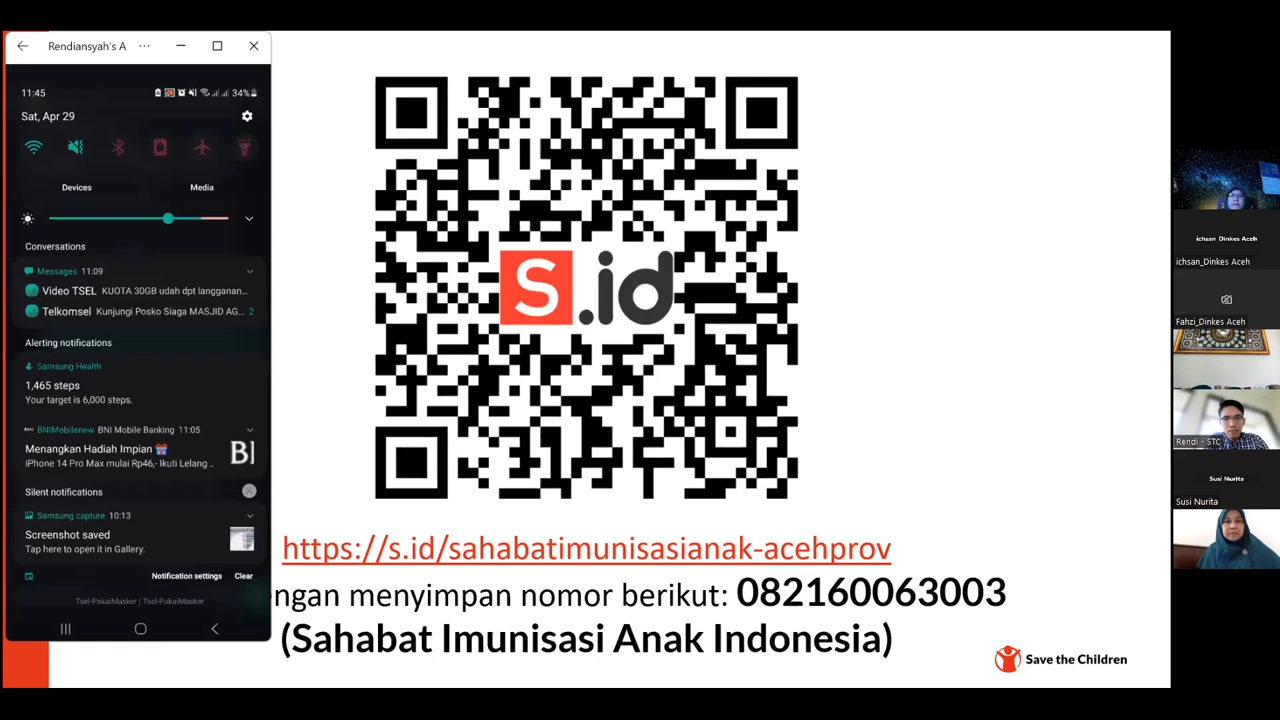 Rendiansyah's A
11:45
34%
Sat, Apr 29
Devices
Media
Conversations
Messages 11:09
Video TSEL KUOTA 30GB udah dpt langganan...
Telkomsel Kunjungi Posko Siaga MASJID AG... 2
Alerting notifications
Samsung Health
1,465 steps
Your target is 6,000 steps.
BNIMobilenew BNI Mobile Banking 11:05
Menangkan Hadiah Impian
iPhone 14 Pro Max mulai Rp46,- Ikuti Lelang ..
BI
Silent notifications
Samsung capture 10:13
Screenshot saved
Tap here to open it in Gallery.
Notification settings Clear
Tsel-PakaiMasker | Tsel-PakaiMasker
S.id
https://s.id/sahabatimunisasianak-acehprov
ngan menyimpan nomor berikut: 082160063003
(Sahabat Imunisasi Anak Indonesia)
Save the Children
ichsan_Dinkes Aceh
ichsan_Dinkes Aceh
Fahzi_Dinkes Aceh
Rendi - STC
Susi Nurita
Susi Nurita